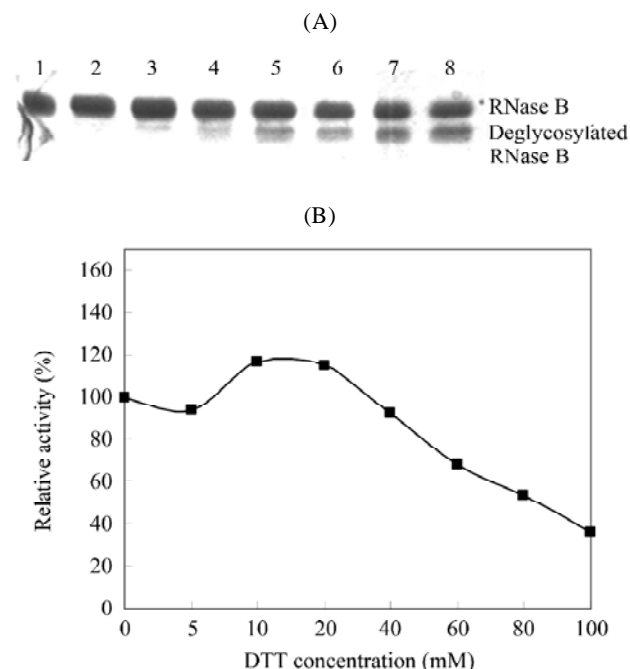 (A)
1 2 3 4 5 6 7 8
RNase B
Deglycosylated
RNase B
(B)
160
140
120
100
80
60
40
20
0
Relative activity (%)
0 5 10 20 40 60 80 100
DTT concentration (mM)